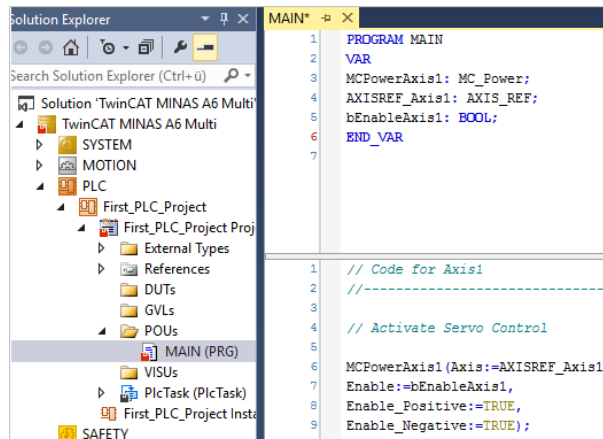 Solution Explorer
Search Solution Explorer (Ctrl+ü)
Solution 'TwinCAT MINAS A6 Multi'
TwinCAT MINAS A6 Multi
SYSTEM
MOTION
PLC
First_PLC_Project
First_PLC_Project Proj
External Types
References
DUTs
GVLs
POUs
MAIN (PRG)
VISUs
PlcTask (PlcTask)
First_PLC_Project Insta
SAFETY
MAIN*
1 PROGRAM MAIN
2 VAR
3 MCPowerAxis1: MC_Power;
4 AXISREF_Axis1: AXIS_REF;
5 bEnableAxis1: BOOL;
6 END_VAR
7
1 // Code for Axis1
2 //------------------------------
3
4 // Activate Servo Control
5
6 MCPowerAxis1(Axis:=AXISREF_Axis1
7 Enable:=bEnableAxis1,
8 Enable_Positive:=TRUE,
9 Enable_Negative:=TRUE);